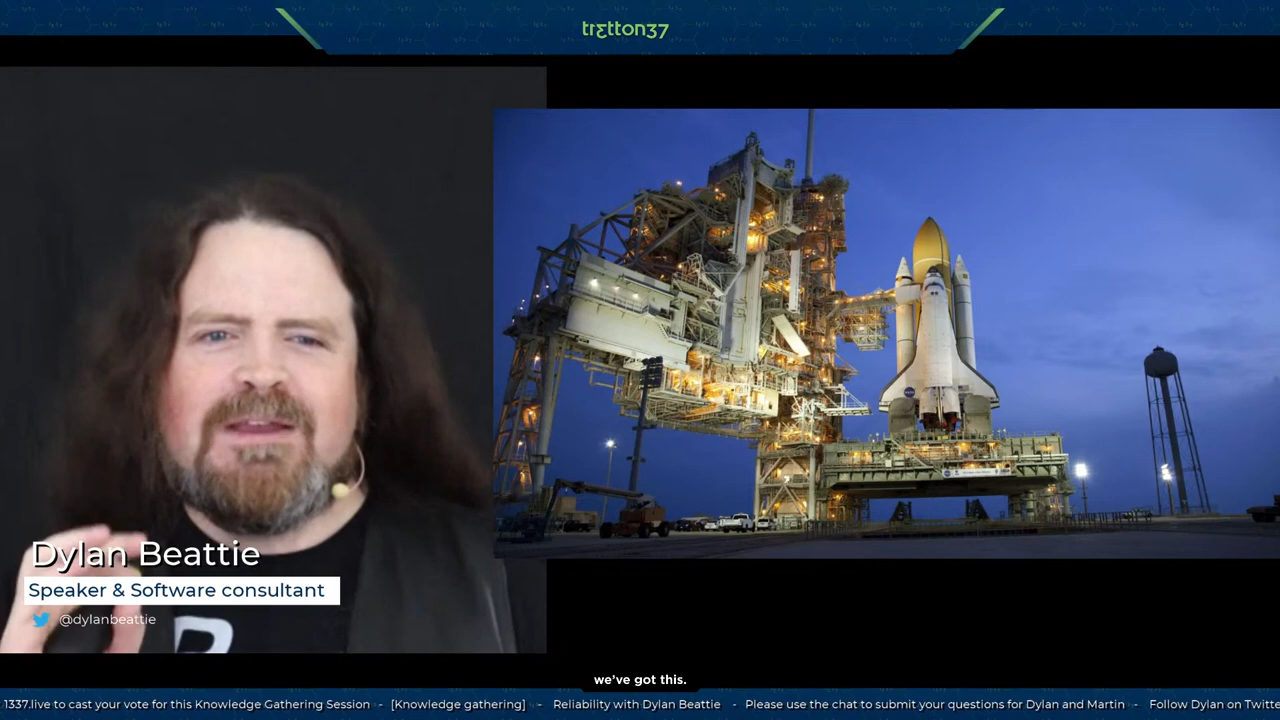 tretton37
Dylan Beattie
Speaker & Software consultant
@dylanbeattie
we've got this.
1337.live to cast your vote for this Knowledge Gathering Session - [Knowledge gathering] - Reliability with Dylan Beattie - Please use the chat to submit your questions for Dylan and Martin - Follow Dylan on Twitte